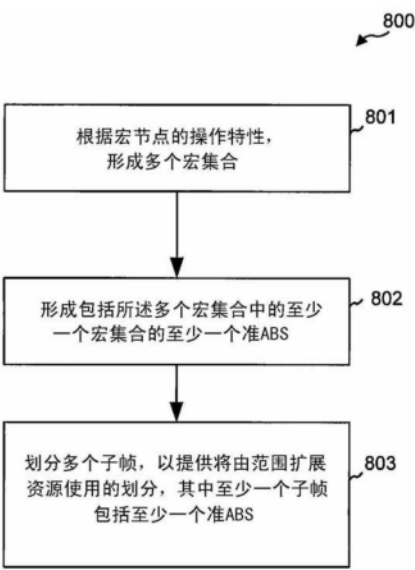 800
801
根据宏节点的操作特性，
形成多个宏集合
802
形成包括所述多个宏集合中的至少
一个宏集合的至少一个准ABS
803
划分多个子帧，以提供将由范围扩展
资源使用的划分，其中至少一个子帧
包括至少一个准ABS